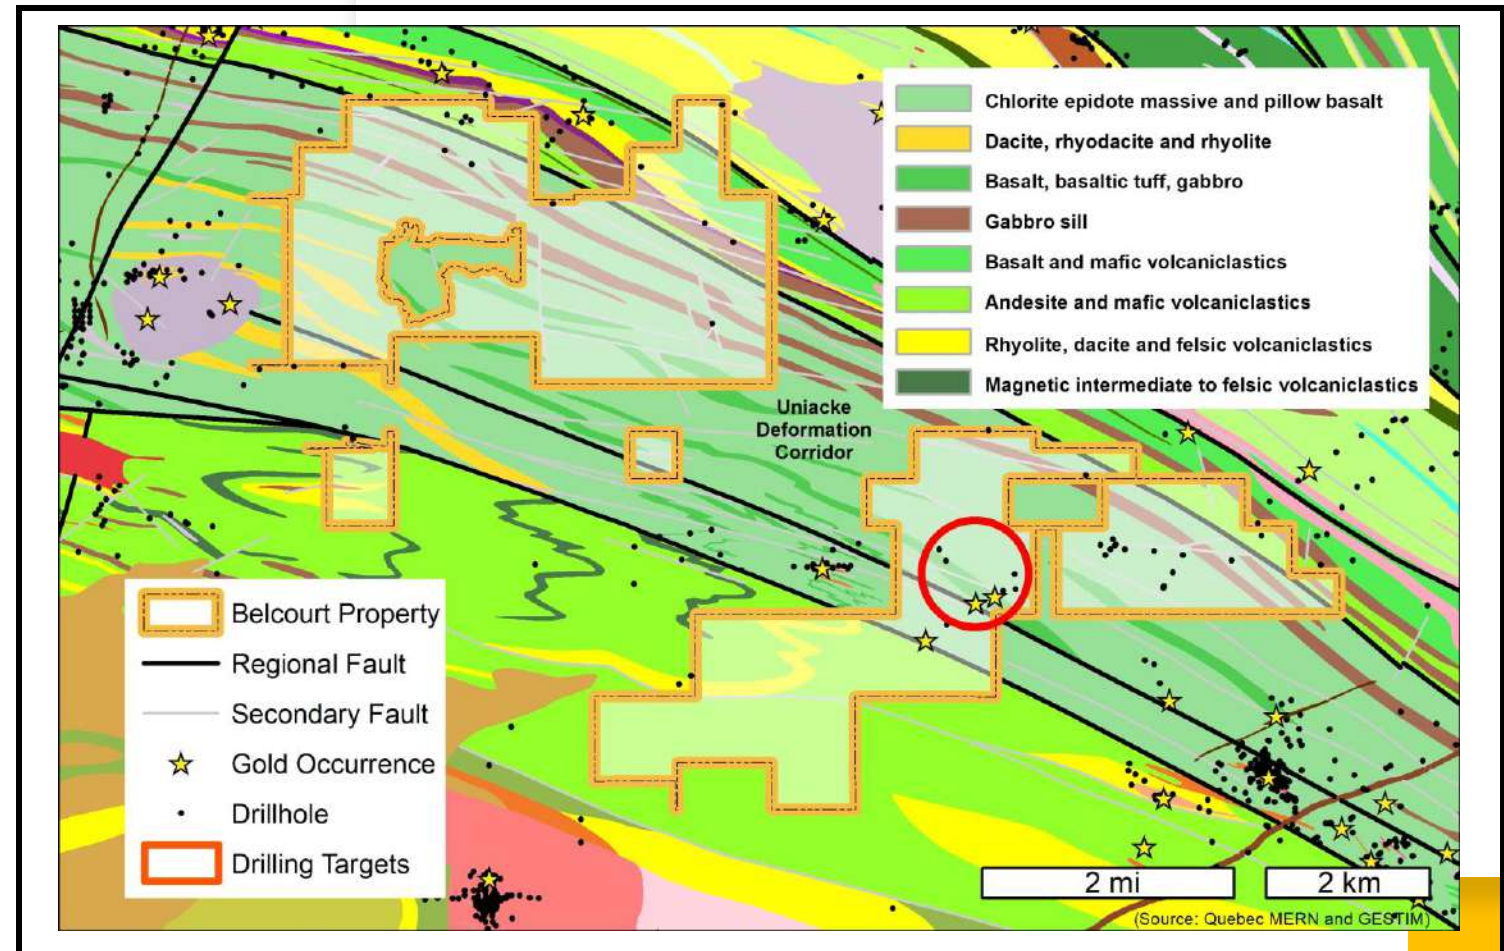 Chlorite epidote massive and pillow basalt
Dacite, rhyodacite and rhyolite
Basalt, basaltic tuff, gabbro
Gabbro sill
Basalt and mafic volcaniclastics
Andesite and mafic volcaniclastics
Rhyolite, dacite and felsic volcaniclastics
Magnetic intermediate to felsic volcaniclastics
Uniacke
Deformation
Corridor
Belcourt Property
Regional Fault
Secondary Fault
Gold Occurrence
Drillhole
Drilling Targets
2 mi
2 km
(Source: Quebec MERN and GESTIM)